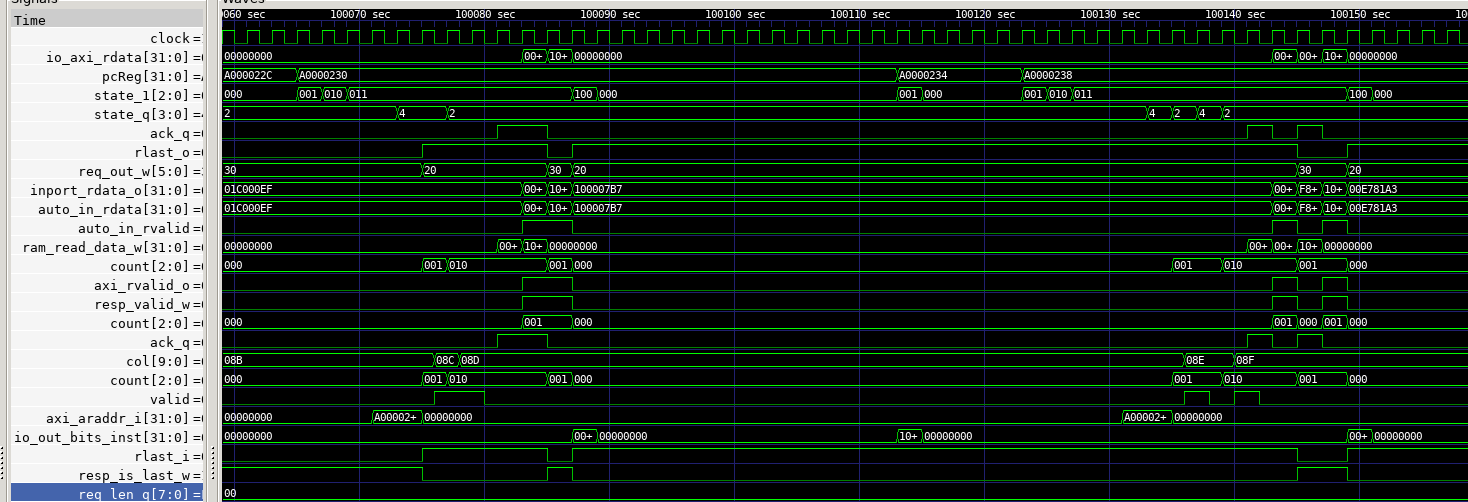 Signals Waves
Time 060 sec 100070 sec 100080 sec 100090 sec 100100 sec 100110 sec 100120 sec 100130 sec 100140 sec 100150 sec 10
clock =
io_axi_rdata[31:0] = 00000000 00+ 10+ 00000000 00+ 00+ 10+ 00000000
pcReg[31:0] = A000022C A0000230 A0000234 A0000238
state_1[2:0] = 000 001 010 011 100 000 001 000 001 010 011 100 000
state_q[3:0] = 2 4 2 4 2 4 2
ack_q =
rlast_o =
req_out_w[5:0] = 30 20 30 20 30 20
inport_rdata_o[31:0] = 01C000EF 00+ 10+ 100007B7 00+ F8+ 10+ 00E781A3
auto_in_rdata[31:0] = 01C000EF 00+ 10+ 100007B7 00+ F8+ 10+ 00E781A3
auto_in_rvalid =
ram_read_data_w[31:0] = 00000000 00+ 10+ 00000000 00+ 00+ 10+ 00000000
count[2:0] = 000 001 010 001 000 001 010 001 000
axi_rvalid_o =
resp_valid_w =
count[2:0] = 000 001 000 001 000 001 000
ack_q =
col[9:0] = 08B 08C 08D 08E 08F
count[2:0] = 000 001 010 001 000 001 010 001 000
valid =
axi_araddr_i[31:0] = 00000000 A00002+ 00000000 A00002+ 00000000
io_out_bits_inst[31:0] = 00000000 00+ 00000000 10+ 00000000 00+ 00000000
rlast_i =
resp_is_last_w =
req_len_q[7:0] = 00